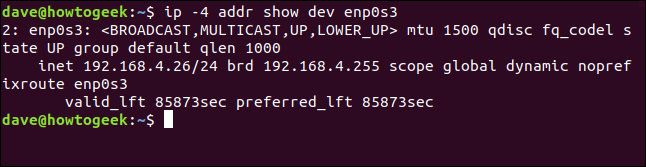 dave@howtogeek:~$ ip -4 addr show dev enp0s3
2: enp0s3: <BROADCAST,MULTICAST,UP,LOWER_UP> mtu 1500 qdisc fq_codel s
tate UP group default qlen 1000
    inet 192.168.4.26/24 brd 192.168.4.255 scope global dynamic nopref
ixroute enp0s3
       valid_lft 85873sec preferred_lft 85873sec
dave@howtogeek:~$